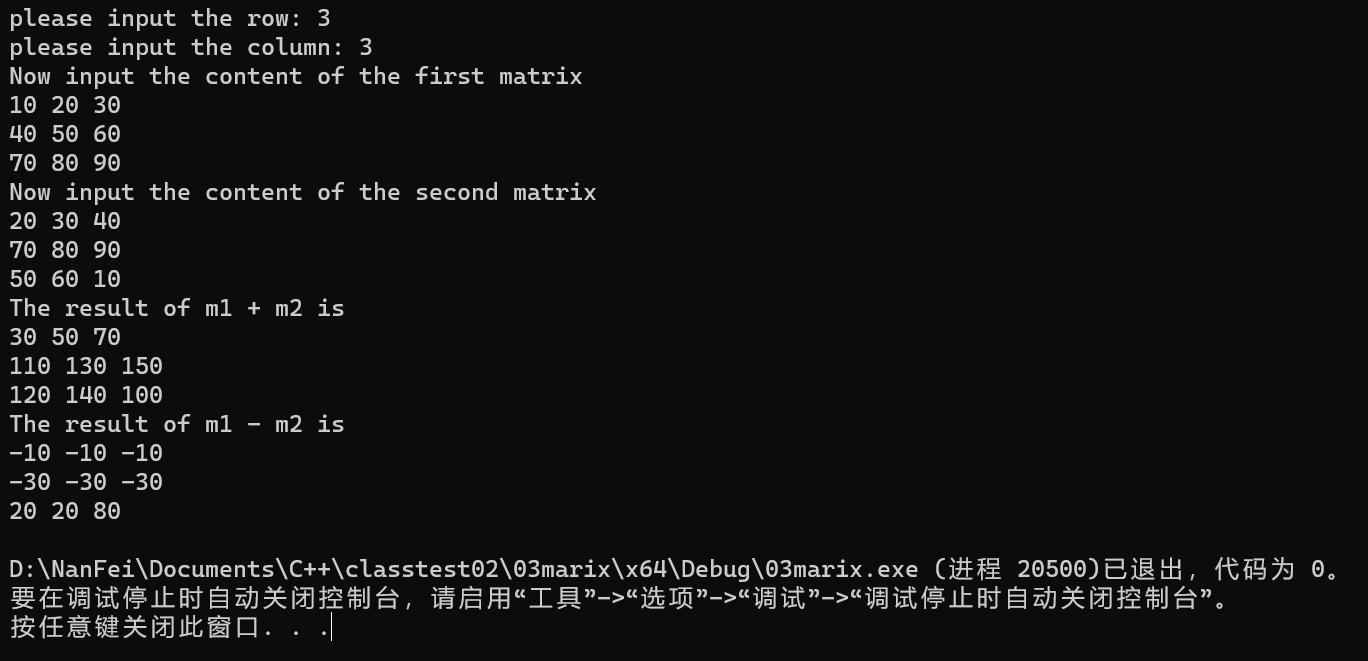 please input the row: 3
please input the column: 3
Now input the content of the first matrix
10 20 30
40 50 60
70 80 90
Now input the content of the second matrix
20 30 40
70 80 90
50 60 10
The result of m1 + m2 is
30 50 70
110 130 150
120 140 100
The result of m1 - m2 is
-10 -10 -10
-30 -30 -30
20 20 80
D:\NanFei\Documents\C++\classtest02\03marix\x64\Debug\03marix.exe (进程 20500)已退出，代码为 0。
要在调试停止时自动关闭控制台，请启用“工具”->“选项”->“调试”->“调试停止时自动关闭控制台”。
按任意键关闭此窗口. . .